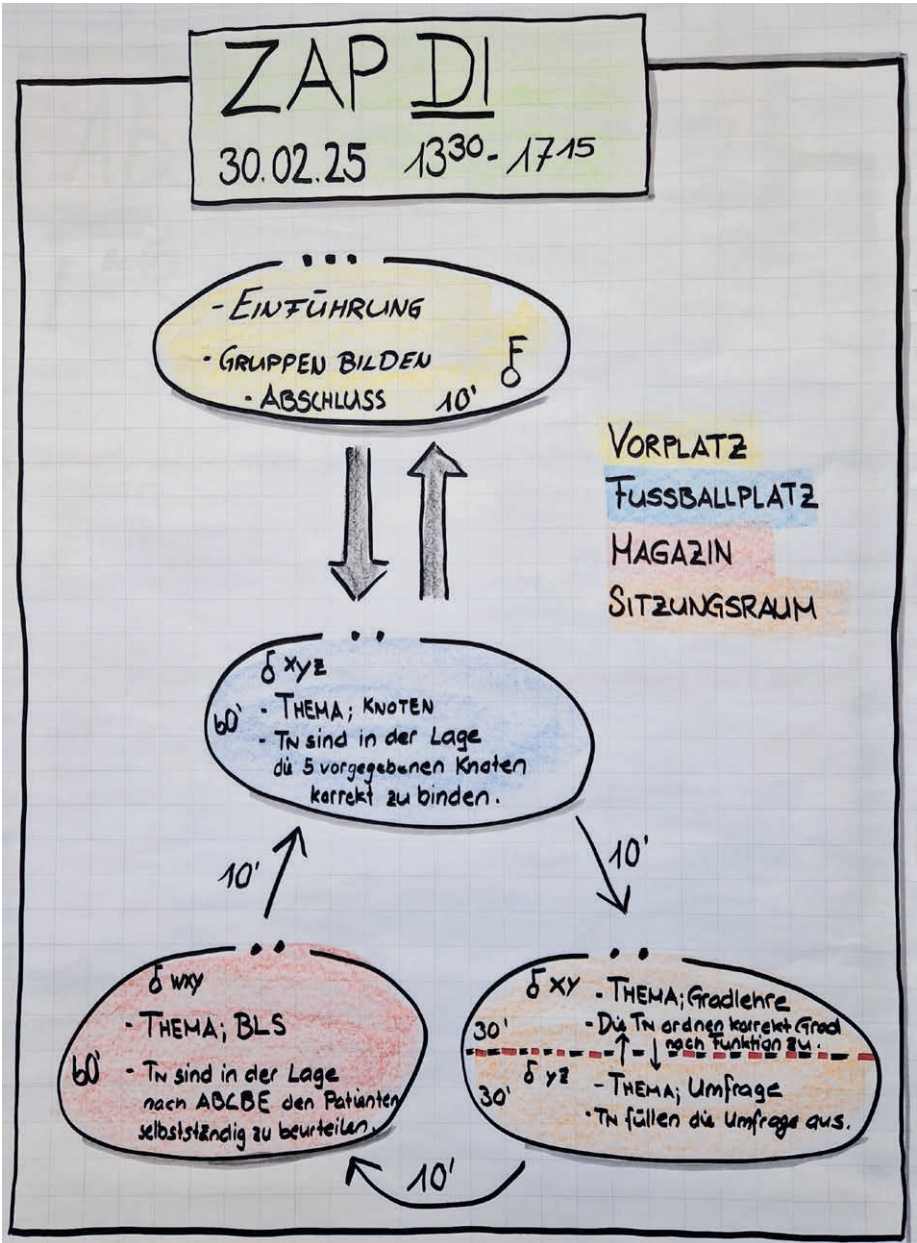 ZAP DI
30.02.25 13³⁰-17¹⁵
- EINFÜHRUNG
· GRUPPEN BILDEN
· ABSCHLUSS 10'
F
VORPLATZ
FUSSBALLPLATZ
MAGAZIN
SITZUNGSRAUM
xyz
60' - THEMA; KNOTEN
- TN sind in der Lage
die 5 vorgegebenen Knoten
korrekt zu binden.
10'
10'
wxy
- THEMA; BLS
60' - TN sind in der Lage
nach ABCBE den Patienten
selbstständig zu beurteilen.
xy - THEMA; Gradlehre
30' - Die TN ordnen korrekt Grad
nach Funktion zu.
yz
30' - THEMA; Umfrage
· TN füllen die Umfrage aus.
10'